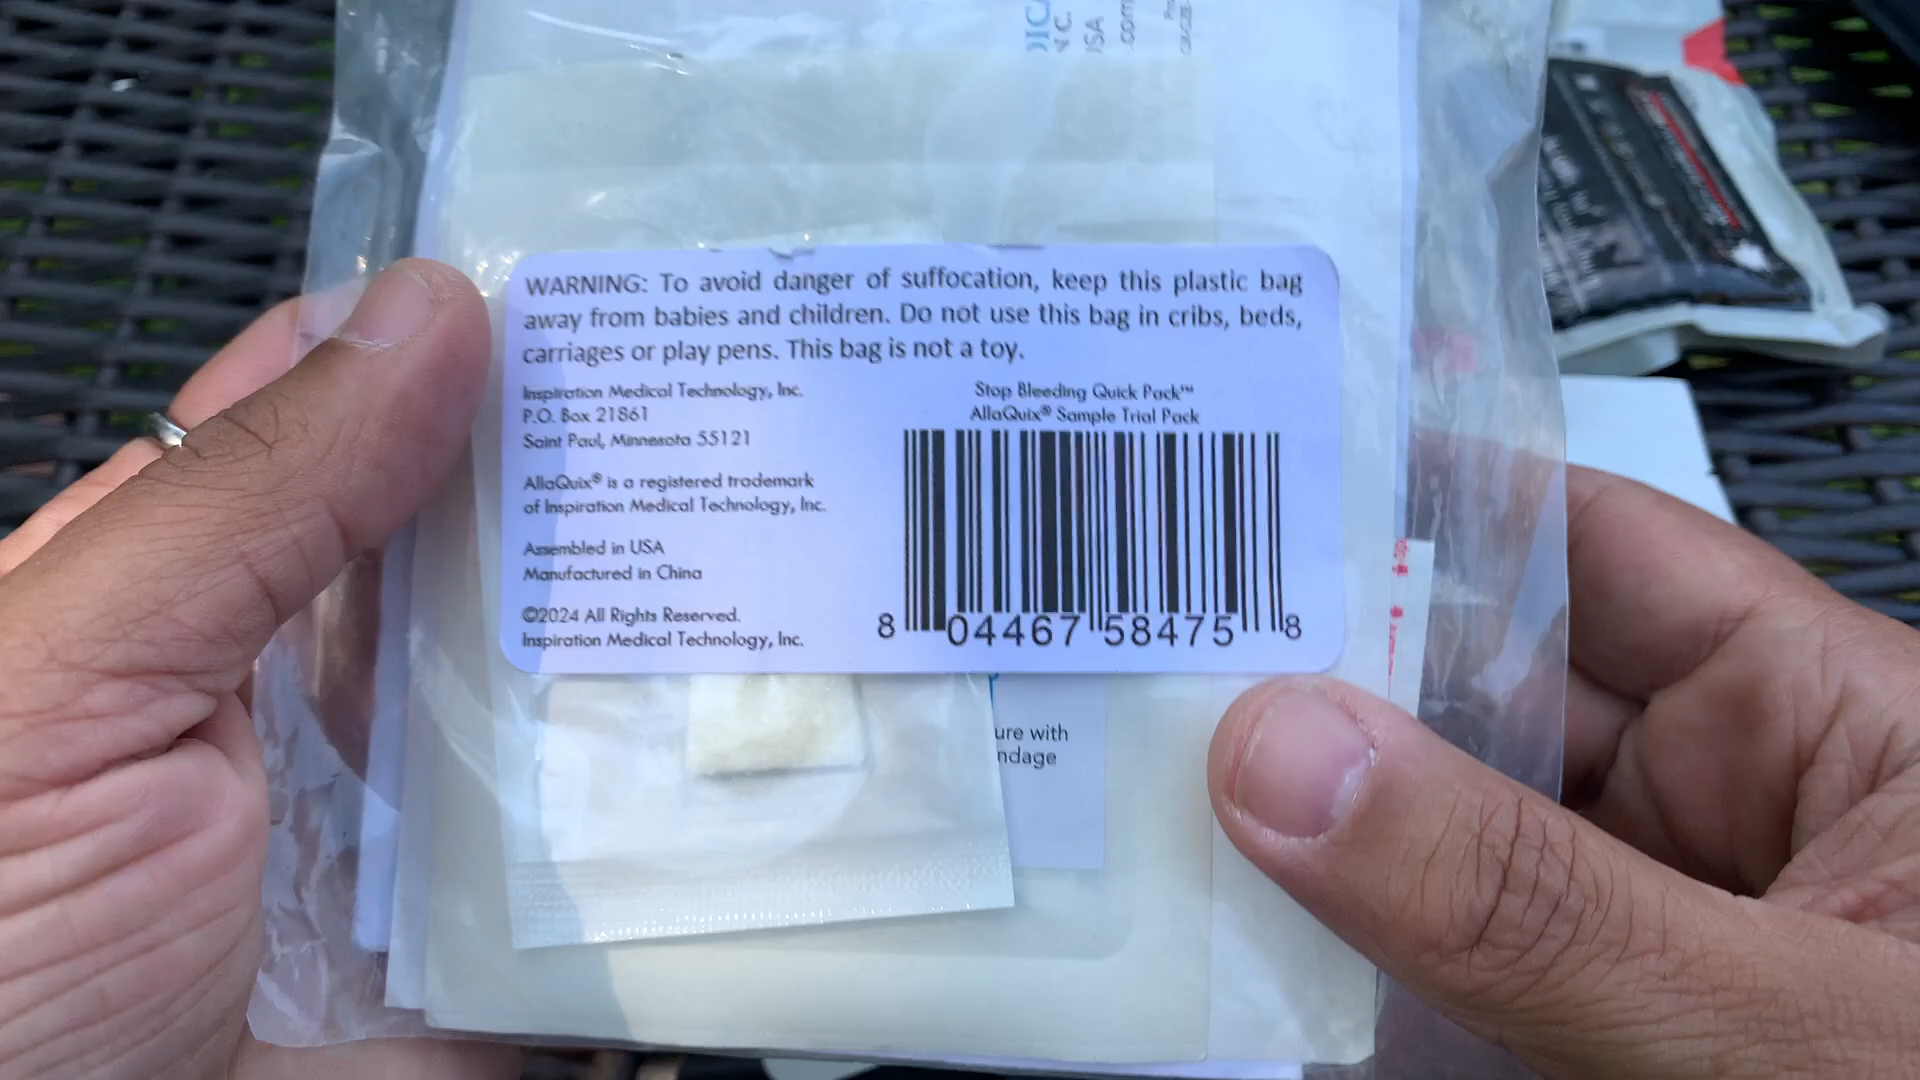 WARNING: To avoid danger of suffocation, keep this plastic bag
away from babies and children. Do not use this bag in cribs, beds,
carriages or play pens. This bag is not a toy.
Inspiration Medical Technology, Inc.
P.O. Box 21861
Saint Paul, Minnesota 55121
AllaQuix® is a registered trademark
of Inspiration Medical Technology, Inc.
Assembled in USA
Manufactured in China
©2024 All Rights Reserved.
Inspiration Medical Technology, Inc.
Stop Bleeding Quick Pack™
AllaQuix® Sample Trial Pack
8 04467 58475 8
ure with
ndage